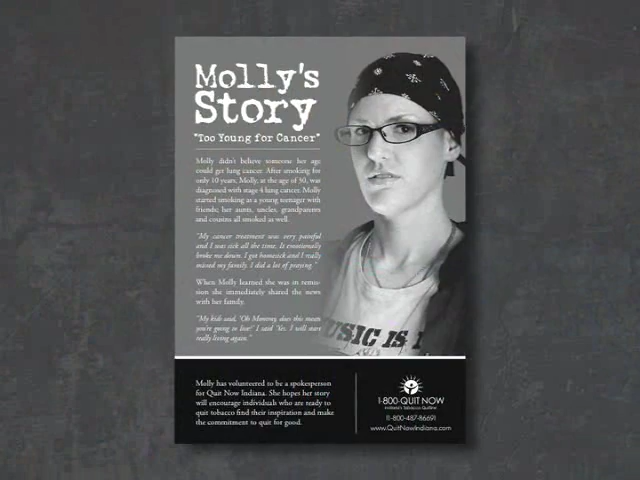 Molly's
Story
"Too Young for Cancer"
Molly didn't believe someone her age
could get lung cancer. After smoking for
only 10 years, Molly, at the age of 30, was
diagnosed with stage 4 lung cancer. Molly
started smoking as a young teenager with
friends; her aunts, uncles, grandparents
and cousins all smoked as well.
"My cancer treatment was very painful
and I was sick all the time. It emotionally
broke me down. I got homesick and I really
missed my family. I did a lot of praying."
When Molly learned she was in remis-
sion she immediately shared the news
with her family.
"My kids said, 'Oh Mommy, does this mean
you're going to live?' I said 'Yes. I will start
really living again."
MUSIC IS
Molly has volunteered to be a spokesperson
for Quit Now Indiana. She hopes her story
will encourage individuals who are ready to
quit tobacco find their inspiration and make
the commitment to quit for good.
1-800-QUIT NOW
Indiana's Tobacco Quitline
(1-800-487-8669)
www.QuitNowIndiana.com